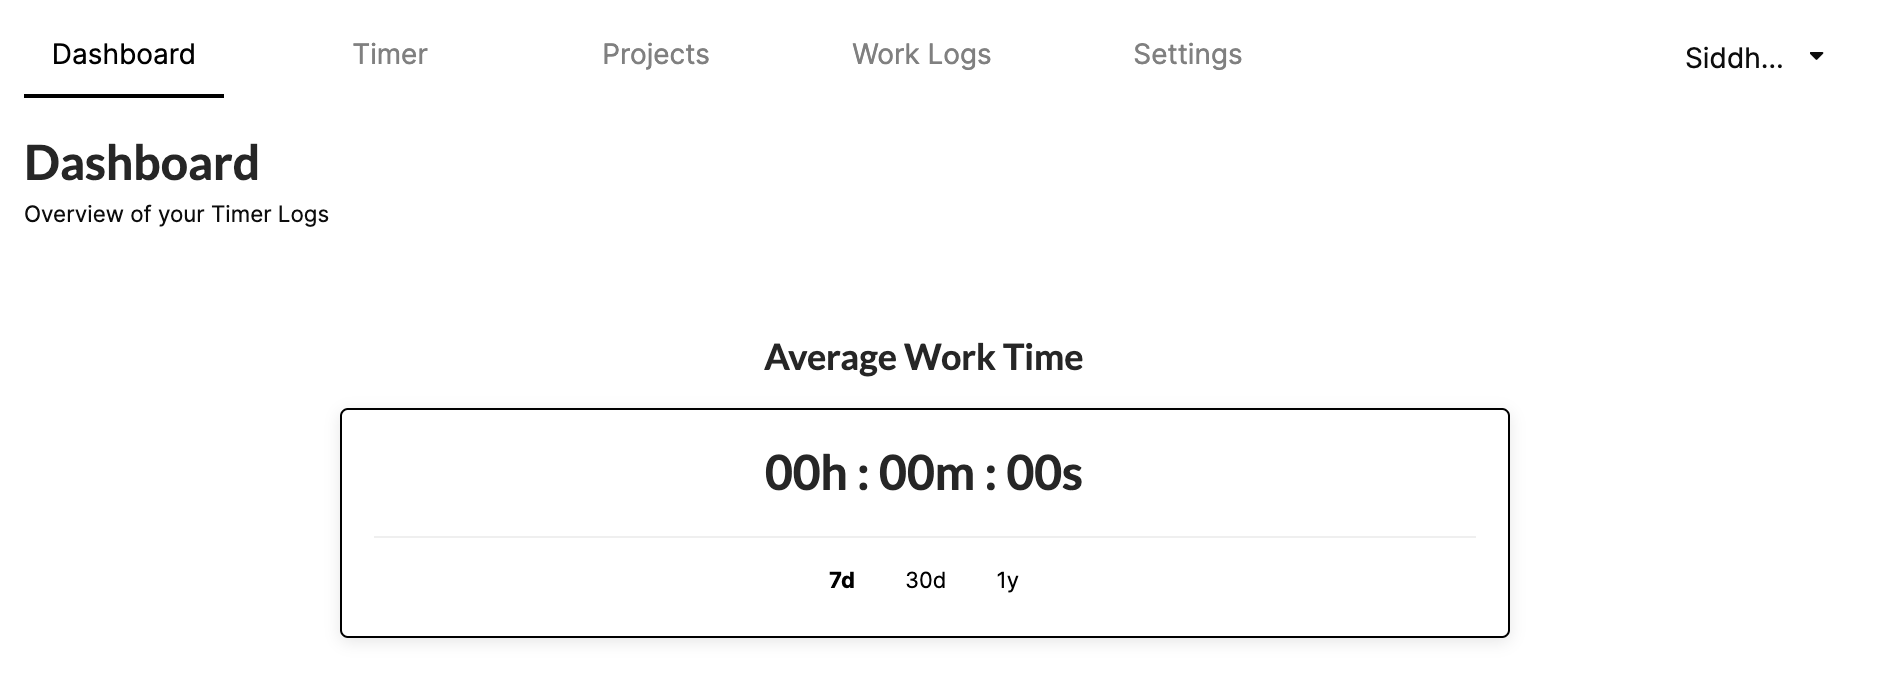 Dashboard Timer Projects Work Logs Settings Siddh...
Dashboard
Overview of your Timer Logs
Average Work Time
00h : 00m : 00s
7d 30d 1y